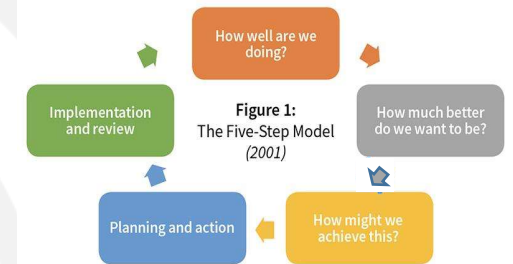 How well are we
doing?
Implementation
and review
Figure 1:
The Five-Step Model
(2001)
How much better
do we want to be?
Planning and action
How might we
achieve this?